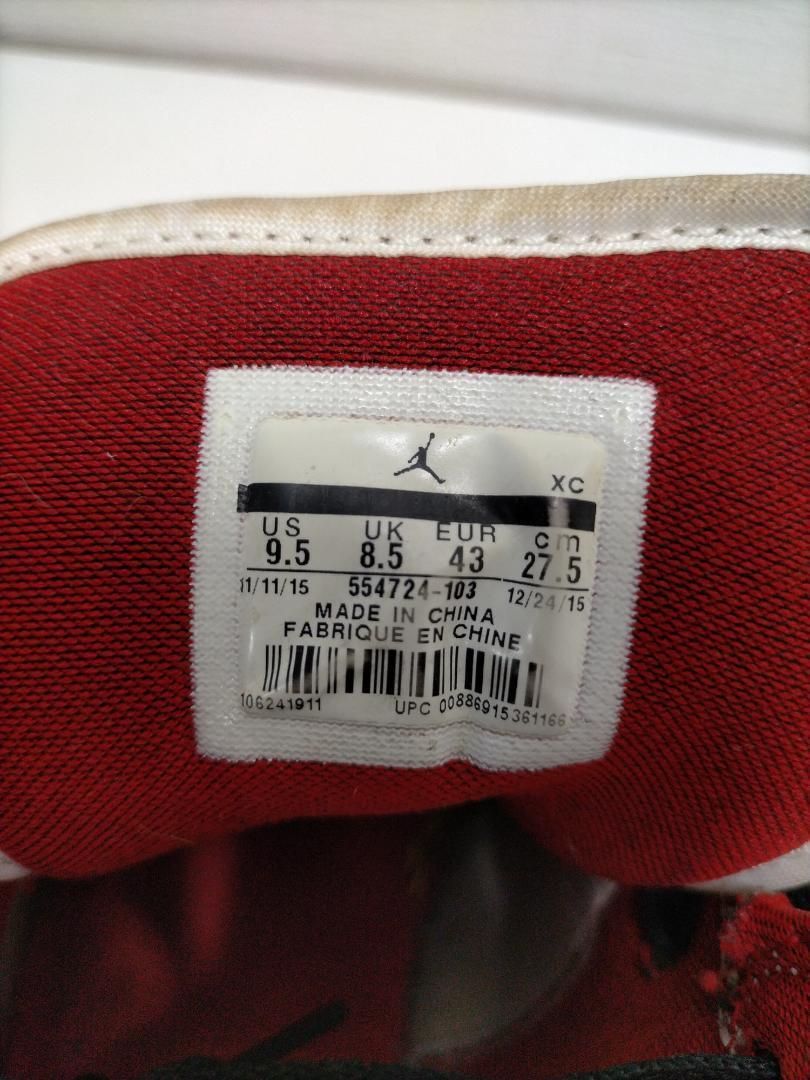 XC
US UK EUR cm
9.5 8.5 43 27.5
11/11/15 554724-103 12/24/15
MADE IN CHINA
FABRIQUE EN CHINE
106241911 UPC 00886915361166